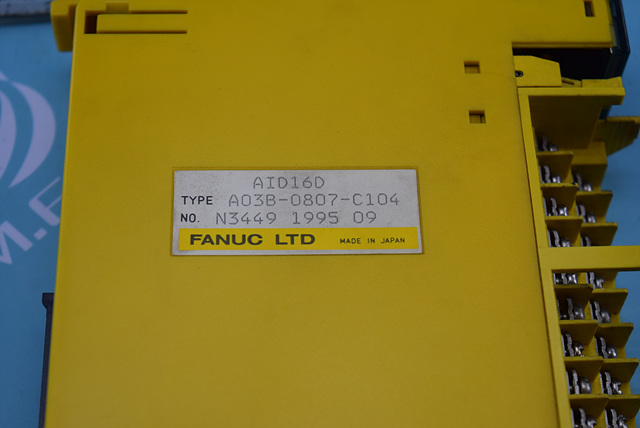 AID16D
TYPE A03B-0807-C104
NO. N3449 1995 09
FANUC LTD MADE IN JAPAN
M.E